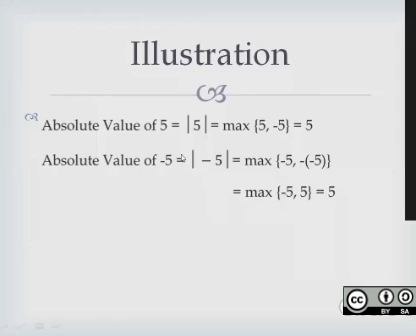 Illustration
Absolute Value of 5 = |5| = max {5, -5} = 5
Absolute Value of -5 = | − 5| = max {-5, -(-5)}
= max {-5, 5} = 5
cc
BY SA